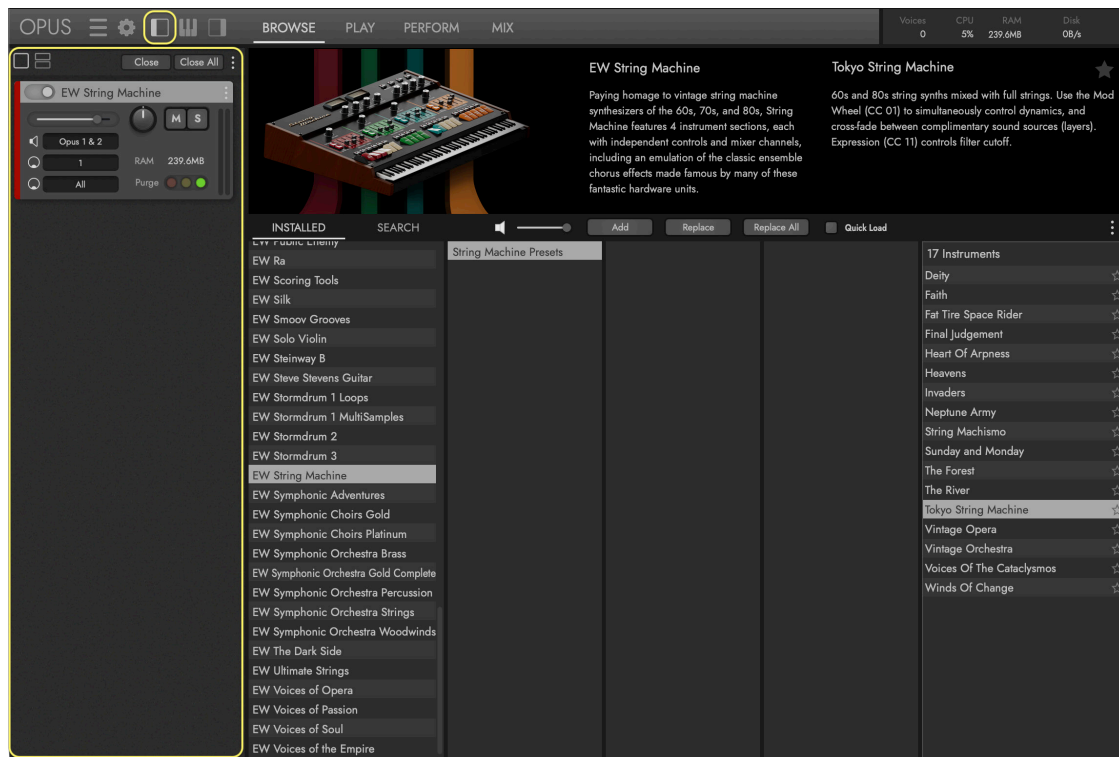 OPUS
BROWSE
PLAY
PERFORM
MIX
Voices
0
CPU
5%
RAM
239.6MB
Disk
0B/s
Close
Close All
EW String Machine
M
S
Opus 1 & 2
1
RAM 239.6MB
All
Purge
EW String Machine
Paying homage to vintage string machine
synthesizers of the 60s, 70s, and 80s, String
Machine features 4 instrument sections, each
with independent controls and mixer channels,
including an emulation of the classic ensemble
chorus effects made famous by many of these
fantastic hardware units.
Tokyo String Machine
60s and 80s string synths mixed with full strings. Use the Mod
Wheel (CC 01) to simultaneously control dynamics, and
cross-fade between complimentary sound sources (layers).
Expression (CC 11) controls filter cutoff.
INSTALLED
SEARCH
Add
Replace
Replace All
Quick Load
EW Public Enemy
EW Ra
EW Scoring Tools
EW Silk
EW Smoov Grooves
EW Solo Violin
EW Steinway B
EW Steve Stevens Guitar
EW Stormdrum 1 Loops
EW Stormdrum 1 MultiSamples
EW Stormdrum 2
EW Stormdrum 3
EW String Machine
EW Symphonic Adventures
EW Symphonic Choirs Gold
EW Symphonic Choirs Platinum
EW Symphonic Orchestra Brass
EW Symphonic Orchestra Gold Complete
EW Symphonic Orchestra Percussion
EW Symphonic Orchestra Strings
EW Symphonic Orchestra Woodwinds
EW The Dark Side
EW Ultimate Strings
EW Voices of Opera
EW Voices of Passion
EW Voices of Soul
EW Voices of the Empire
String Machine Presets
17 Instruments
Deity
Faith
Fat Tire Space Rider
Final Judgement
Heart Of Arpness
Heavens
Invaders
Neptune Army
String Machismo
Sunday and Monday
The Forest
The River
Tokyo String Machine
Vintage Opera
Vintage Orchestra
Voices Of The Cataclysmos
Winds Of Change